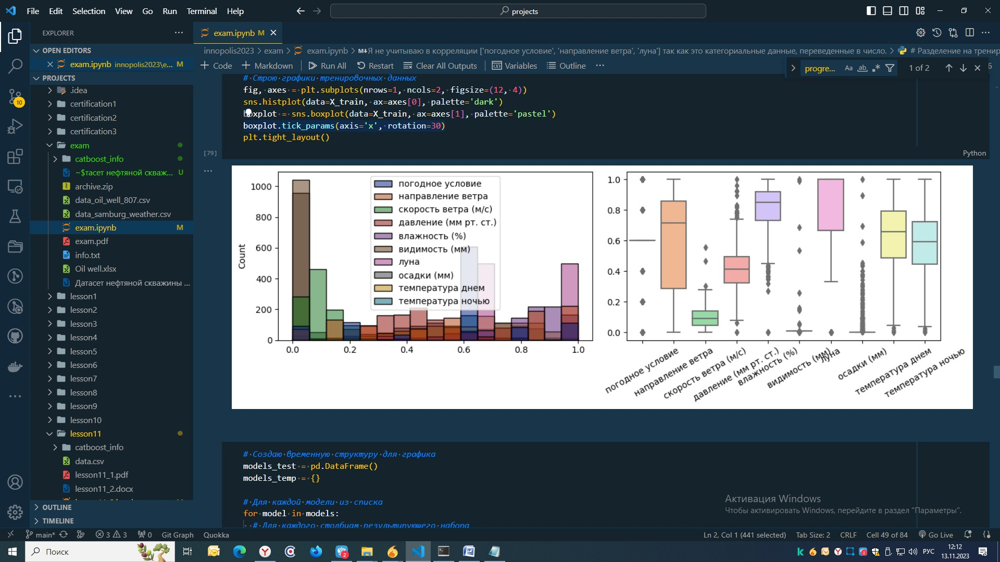 File Edit Selection View Go Run Terminal Help
projects
EXPLORER
exam.ipynb M
OPEN EDITORS
innopolis2023 > exam > exam.ipynb > M↓Я не учитываю в корреляции ['погодное условие', 'направление ветра', 'луна'] так как это категориальные данные, переведенные в число. > # Разделение на тренир
exam.ipynb innopolis2023\e... M
+ Code + Markdown Run All Restart Clear All Outputs Variables Outline ...
progre... Aa ab 1 of 2
PROJECTS
.idea
certification1
certification2
certification3
exam
catboost_info
~$тасет нефтяной скваж... U
archive.zip
data_oil_well_807.csv
data_samburg_weather.csv
exam.ipynb M
exam.pdf
info.txt
Oil well.xlsx
Датасет нефтяной скважины ...
lesson1
lesson2
lesson3
lesson4
lesson5
lesson6
lesson7
lesson8
lesson9
lesson10
lesson11
catboost_info
data.csv
lesson11_1.pdf
lesson11_2.docx
OUTLINE
TIMELINE
10
# Строю графики тренировочных данных
fig, axes = plt.subplots(nrows=1, ncols=2, figsize=(12, 4))
sns.histplot(data=X_train, ax=axes[0], palette='dark')
boxplot = sns.boxplot(data=X_train, ax=axes[1], palette='pastel')
boxplot.tick_params(axis='x', rotation=30)
plt.tight_layout()
[79]
Python
Count
1000
800
600
400
200
0
0.0 0.2 0.4 0.6 0.8 1.0
погодное условие
направление ветра
скорость ветра (м/с)
давление (мм рт. ст.)
влажность (%)
видимость (мм)
луна
осадки (мм)
температура днем
температура ночью
1.0
0.8
0.6
0.4
0.2
0.0
погодное условие
направление ветра
скорость ветра (м/с)
давление (мм рт. ст.)
влажность (%)
видимость (мм)
луна
осадки (мм)
температура днем
температура ночью
# Создаю временную структуру для графика
models_test = pd.DataFrame()
models_temp = {}
# Для каждой модели из списка
for model in models:
# Для каждого столбцам результирующего набора
Активация Windows
Чтобы активировать Windows, перейдите в раздел "Параметры".
main* 3 3 0 Git Graph Quokka
Ln 2, Col 1 (441 selected) Tab Size: 2 CRLF Cell 49 of 84 Go Live
Поиск
РУС
12:12
13.11.2023